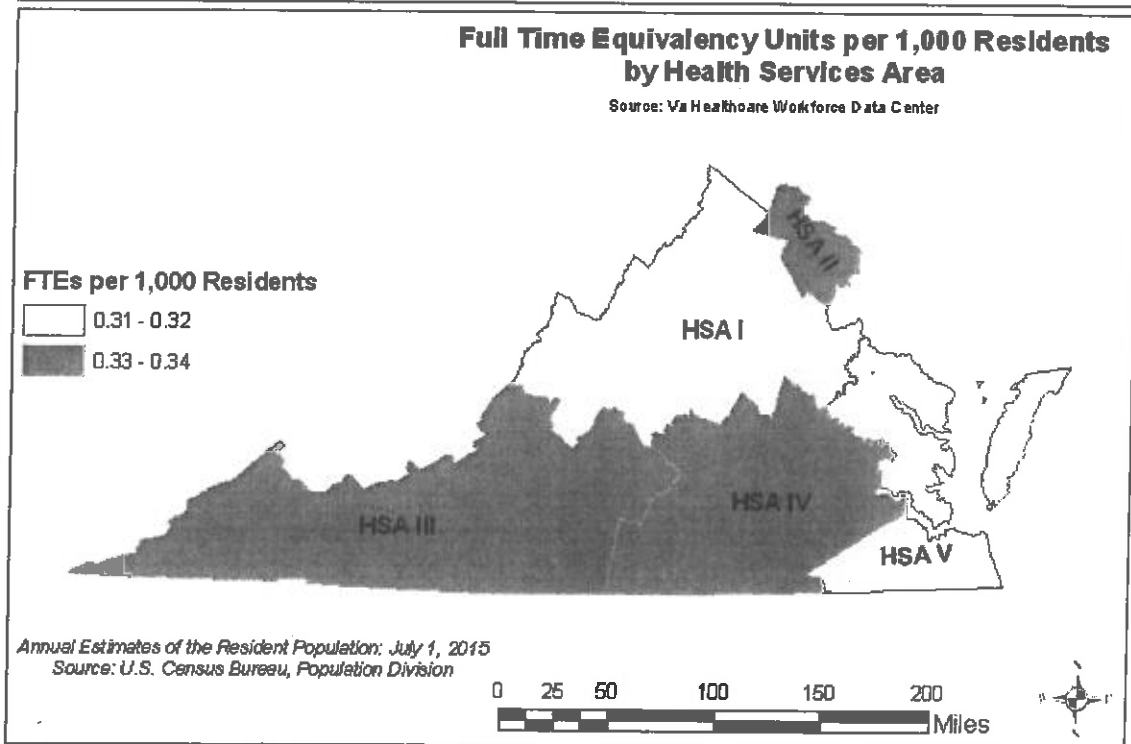 Full Time Equivalency Units per 1,000 Residents
by Health Services Area
Source: Va Healthcare Workforce Data Center
HSA II
FTEs per 1,000 Residents
0.31 - 0.32
0.33 - 0.34
HSA I
HSA III
HSA IV
HSA V
Annual Estimates of the Resident Population: July 1, 2015
Source: U.S. Census Bureau, Population Division
0 25 50 100 150 200
Miles